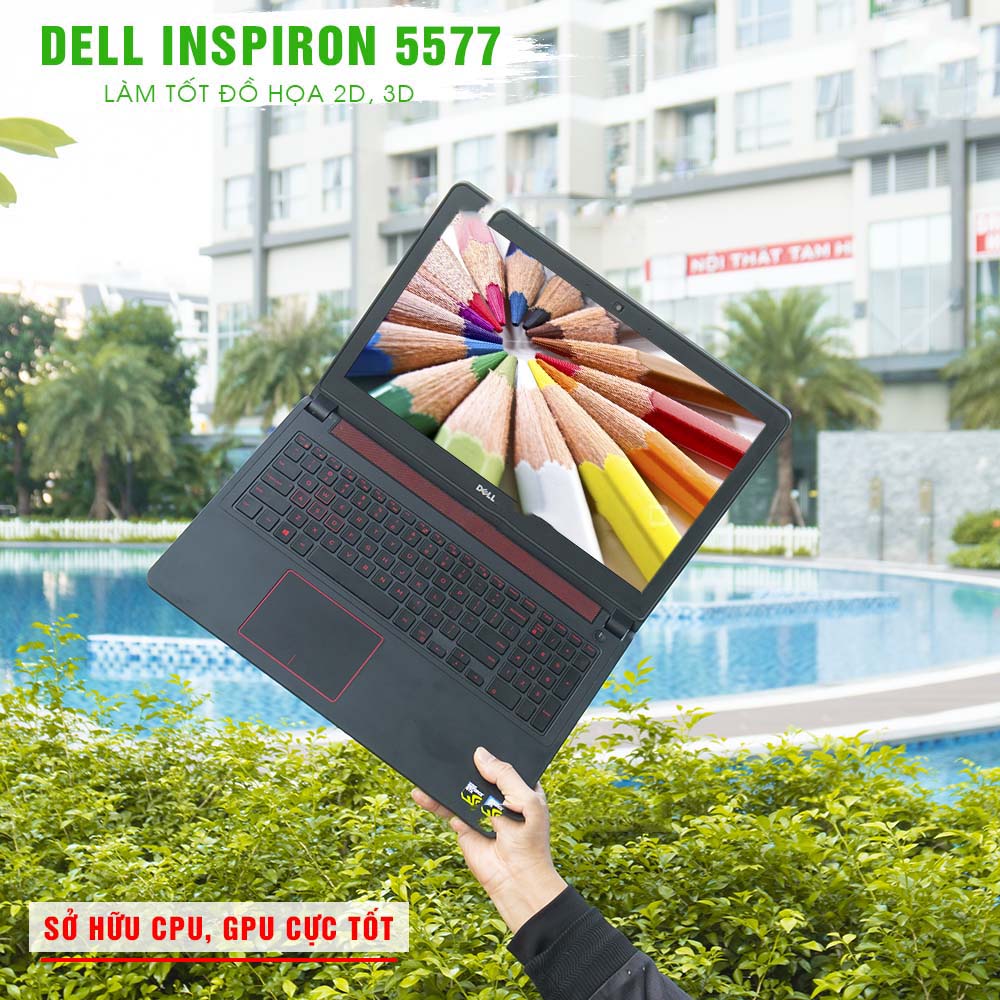 DELL INSPIRON 5577
LÀM TỐT ĐỒ HỌA 2D, 3D
NỘI THẤT TAM H
DELL
SỞ HỮU CPU, GPU CỰC TỐT